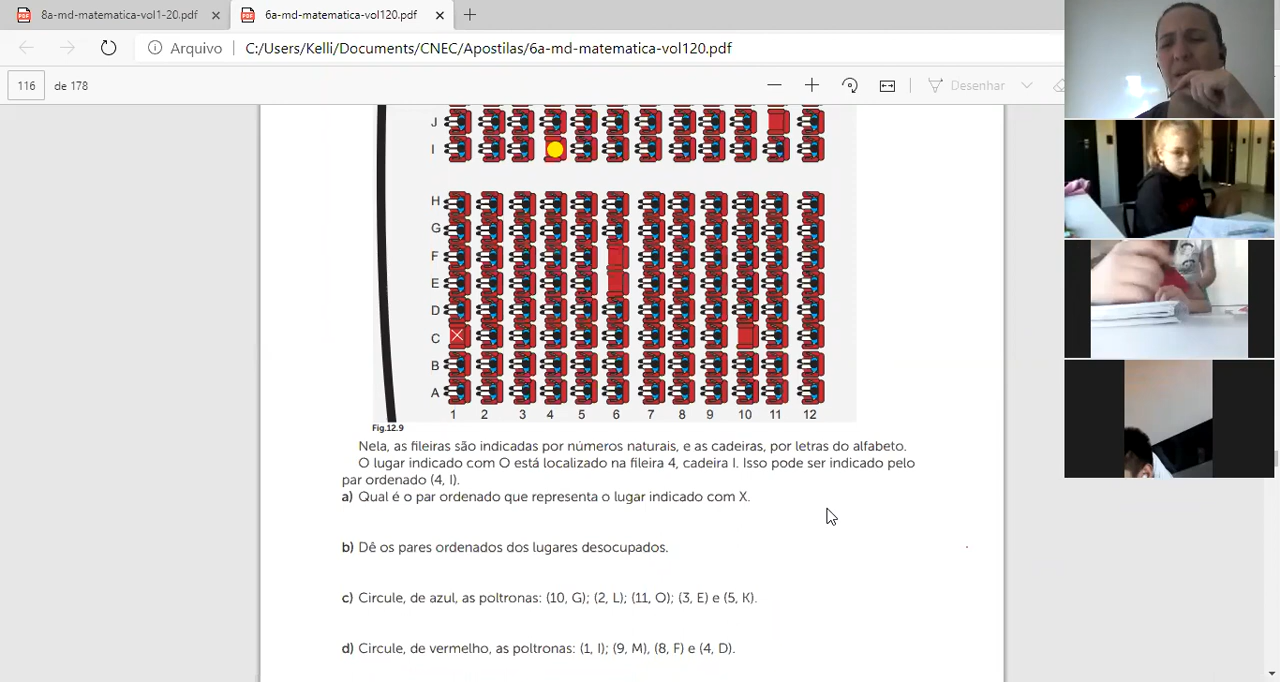 8a-md-matematica-vol1-20.pdf
6a-md-matematica-vol120.pdf
Arquivo
C:/Users/Kelli/Documents/CNEC/Apostilas/6a-md-matematica-vol120.pdf
116 de 178
Desenhar
J
I
H
G
F
E
D
C
B
A
1 2 3 4 5 6 7 8 9 10 11 12
Fig.12.9
Nela, as fileiras são indicadas por números naturais, e as cadeiras, por letras do alfabeto.
O lugar indicado com O está localizado na fileira 4, cadeira I. Isso pode ser indicado pelo
par ordenado (4, I).
a) Qual é o par ordenado que representa o lugar indicado com X.
b) Dê os pares ordenados dos lugares desocupados.
c) Circule, de azul, as poltronas: (10, G); (2, L); (11, O); (3, E) e (5, K).
d) Circule, de vermelho, as poltronas: (1, I); (9, M), (8, F) e (4, D).